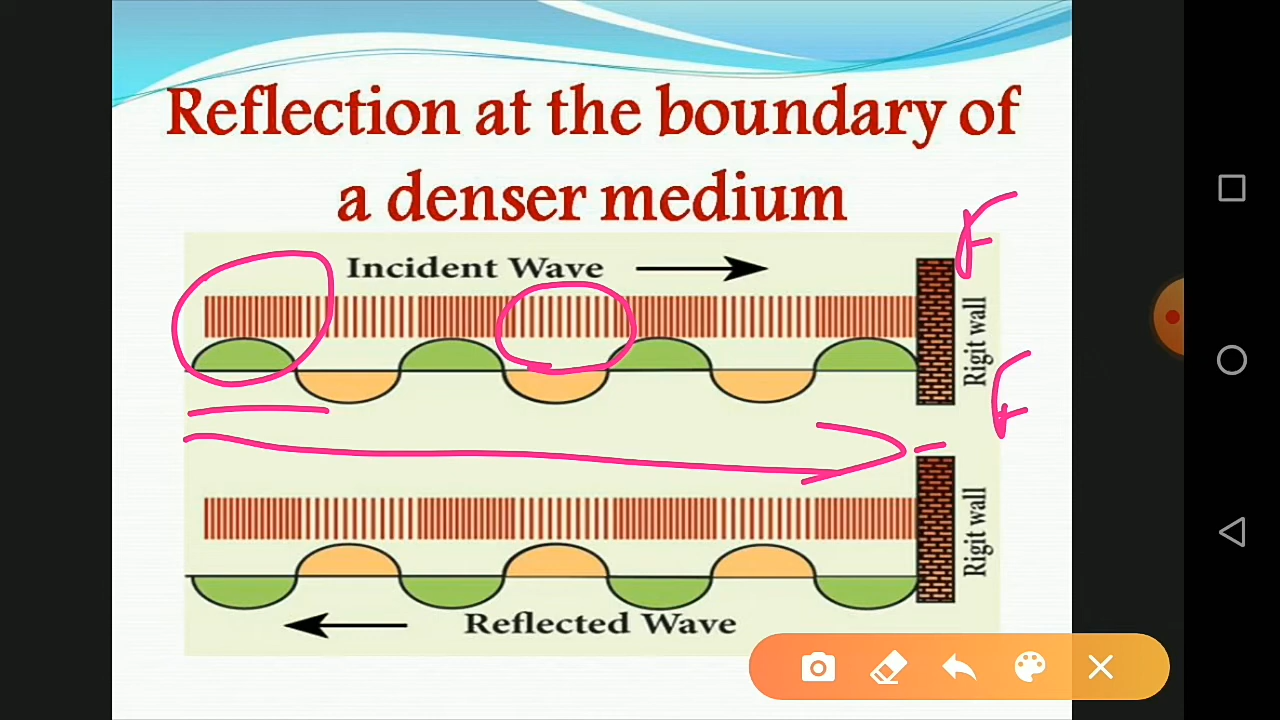 Reflection at the boundary of
a denser medium
Incident Wave
Rigit wall
Rigit wall
Reflected Wave